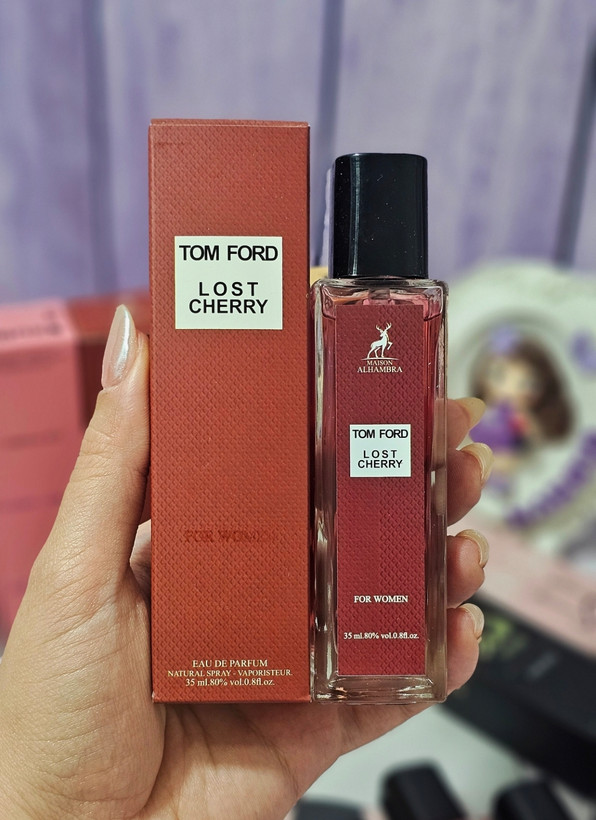 TOM FORD
LOST
CHERRY
FOR WOMEN
EAU DE PARFUM
NATURAL SPRAY - VAPORISTEUR.
35 ml.80% vol.0.8fl.oz.
MAISON
ALHAMBRA
TOM FORD
LOST
CHERRY
FOR WOMEN
35 ml.80% vol.0.8fl.oz.